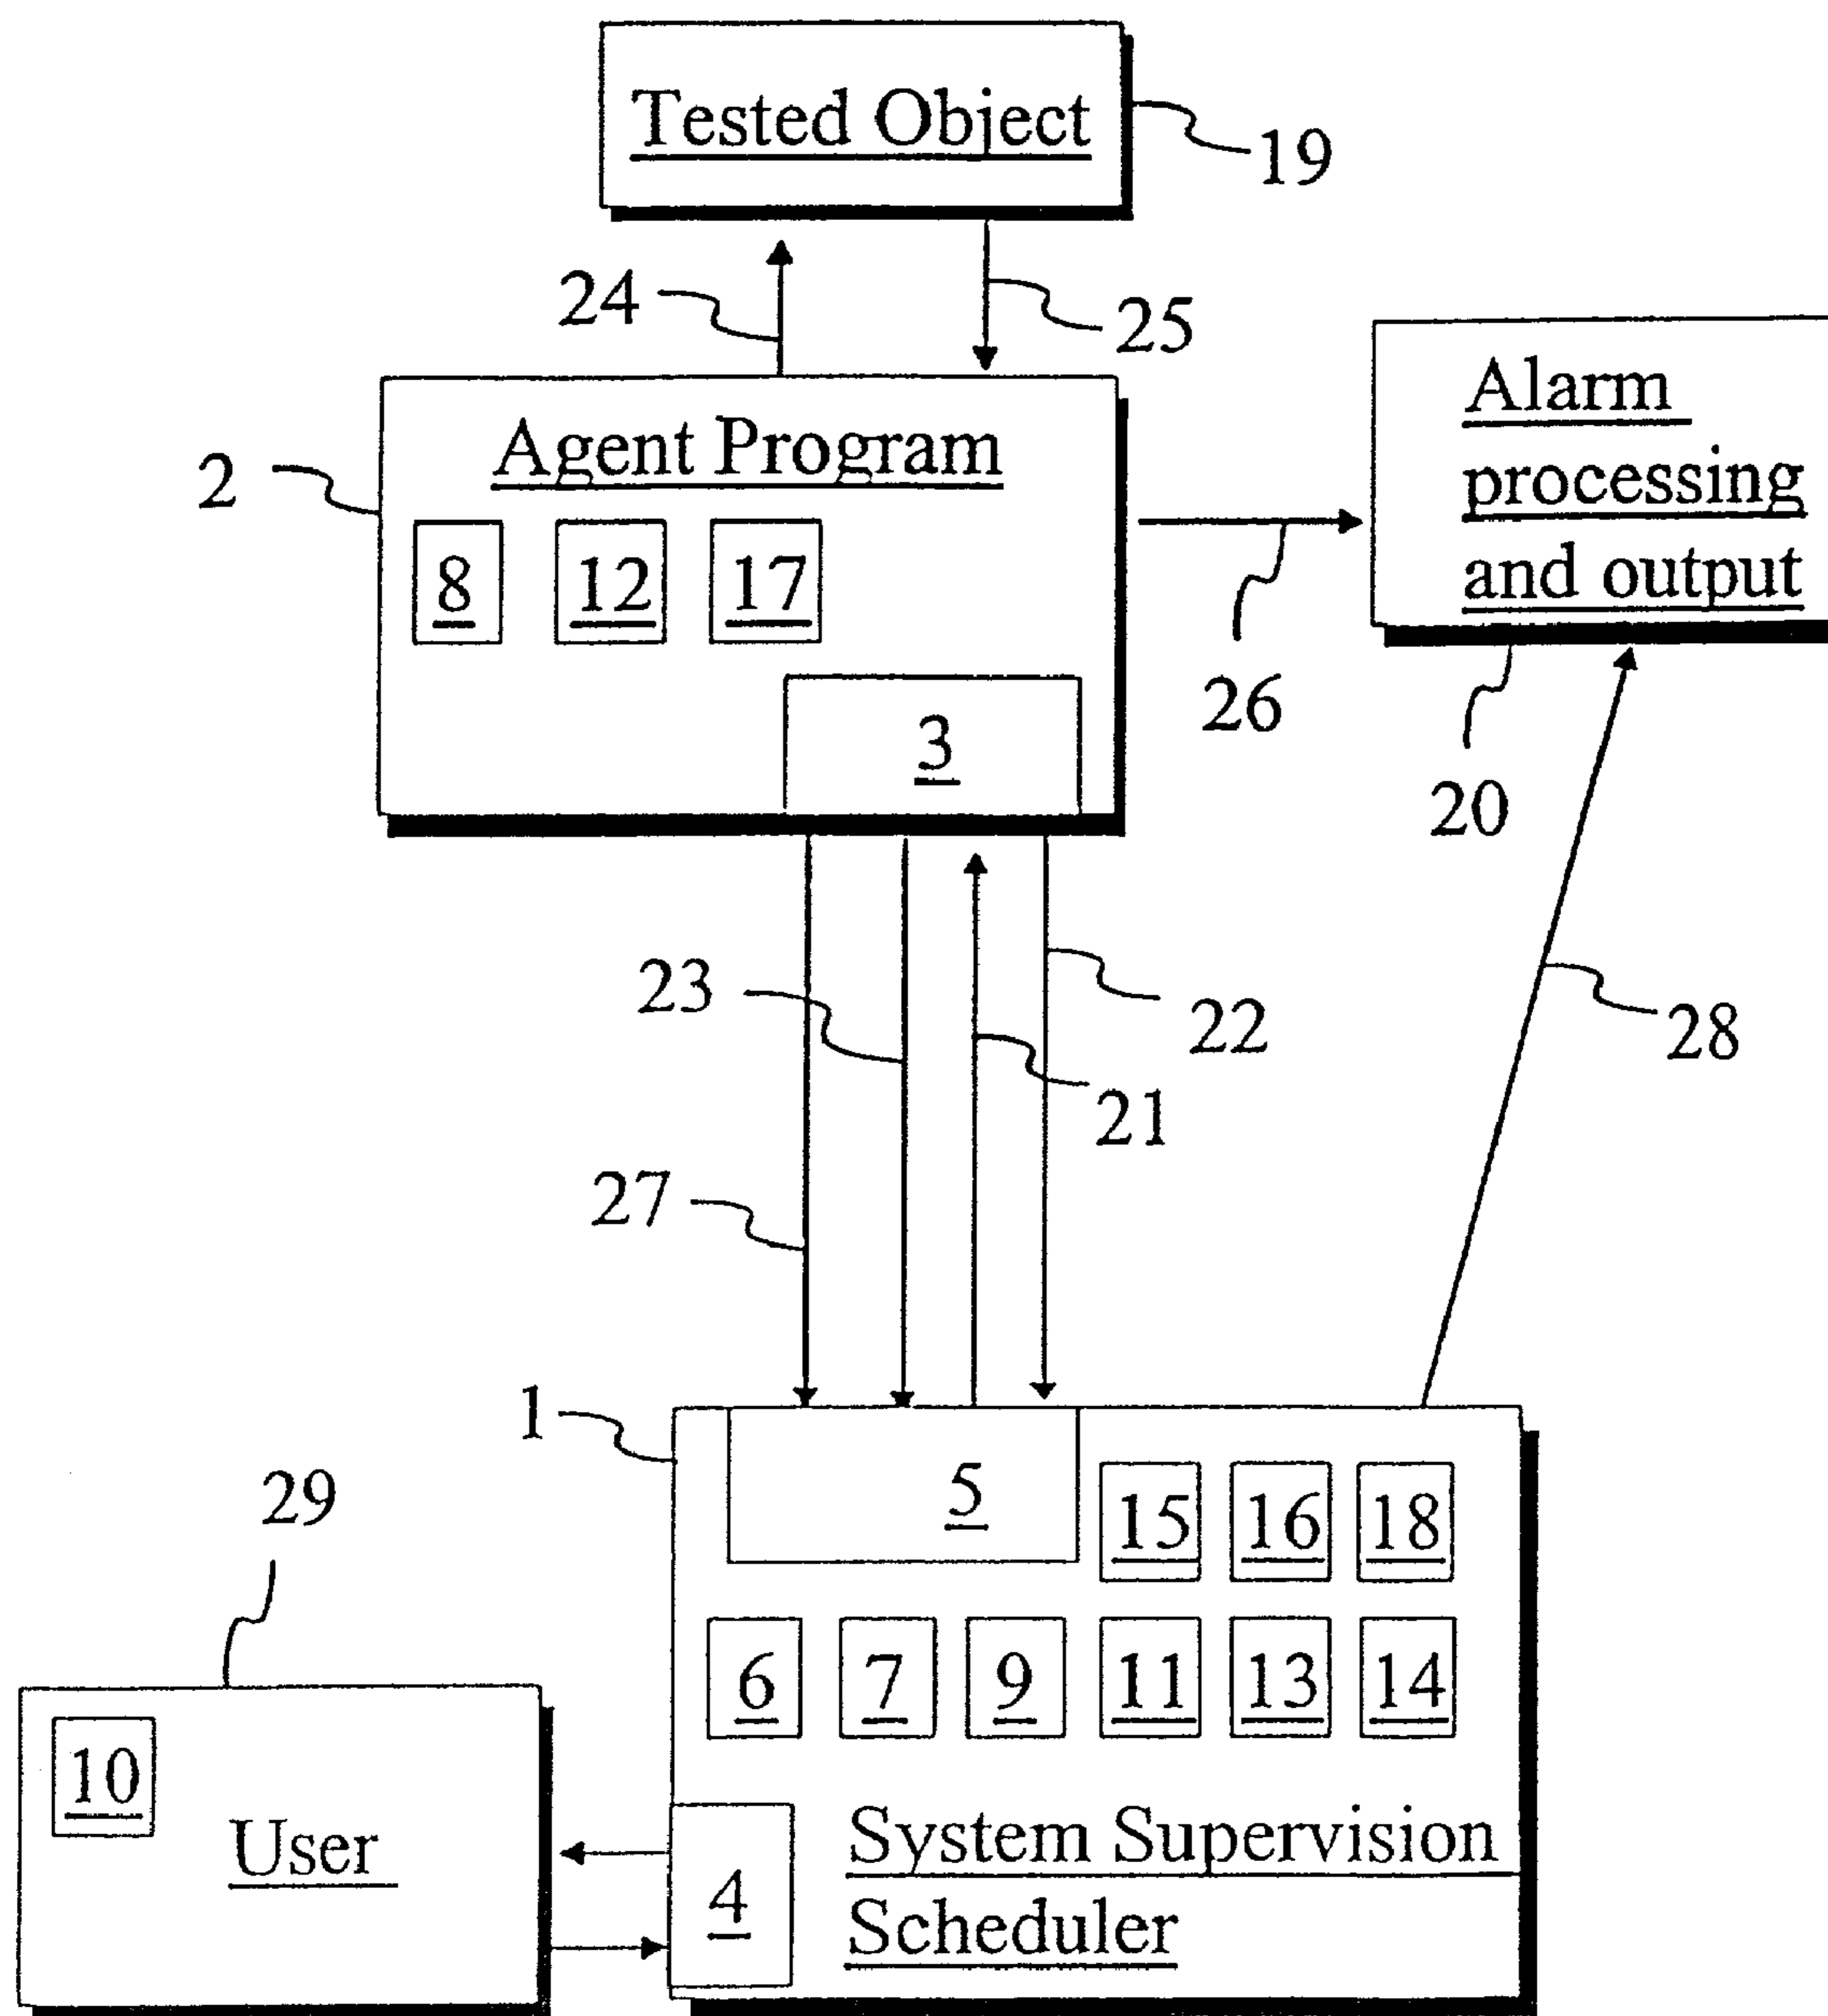 Tested Object
19
24
25
Agent Program
2
8 12 17
3
Alarm
processing
and output
26
20
23
22
21
28
27
1
5
15 16 18
29
6 7 9 11 13 14
10
User
4
System Supervision
Scheduler